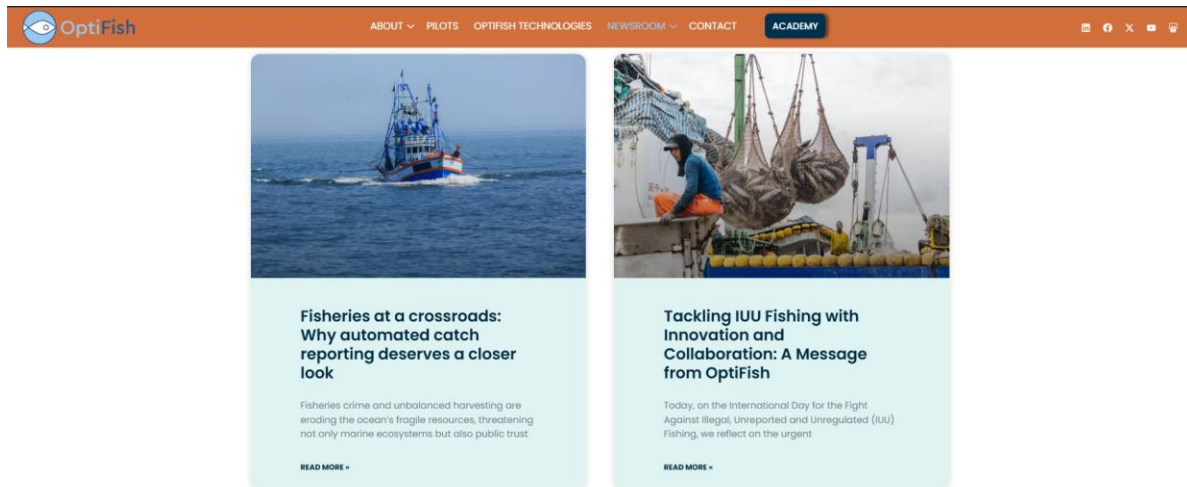 OptiFish
ABOUT
PILOTS
OPTIFISH TECHNOLOGIES
NEWSROOM
CONTACT
ACADEMY
Fisheries at a crossroads:
Why automated catch
reporting deserves a closer
look
Fisheries crime and unbalanced harvesting are
eroding the ocean's fragile resources, threatening
not only marine ecosystems but also public trust
READ MORE »
Tackling IUU Fishing with
Innovation and
Collaboration: A Message
from OptiFish
Today, on the International Day for the Fight
Against Illegal, Unreported and Unregulated (IUU)
Fishing, we reflect on the urgent
READ MORE »